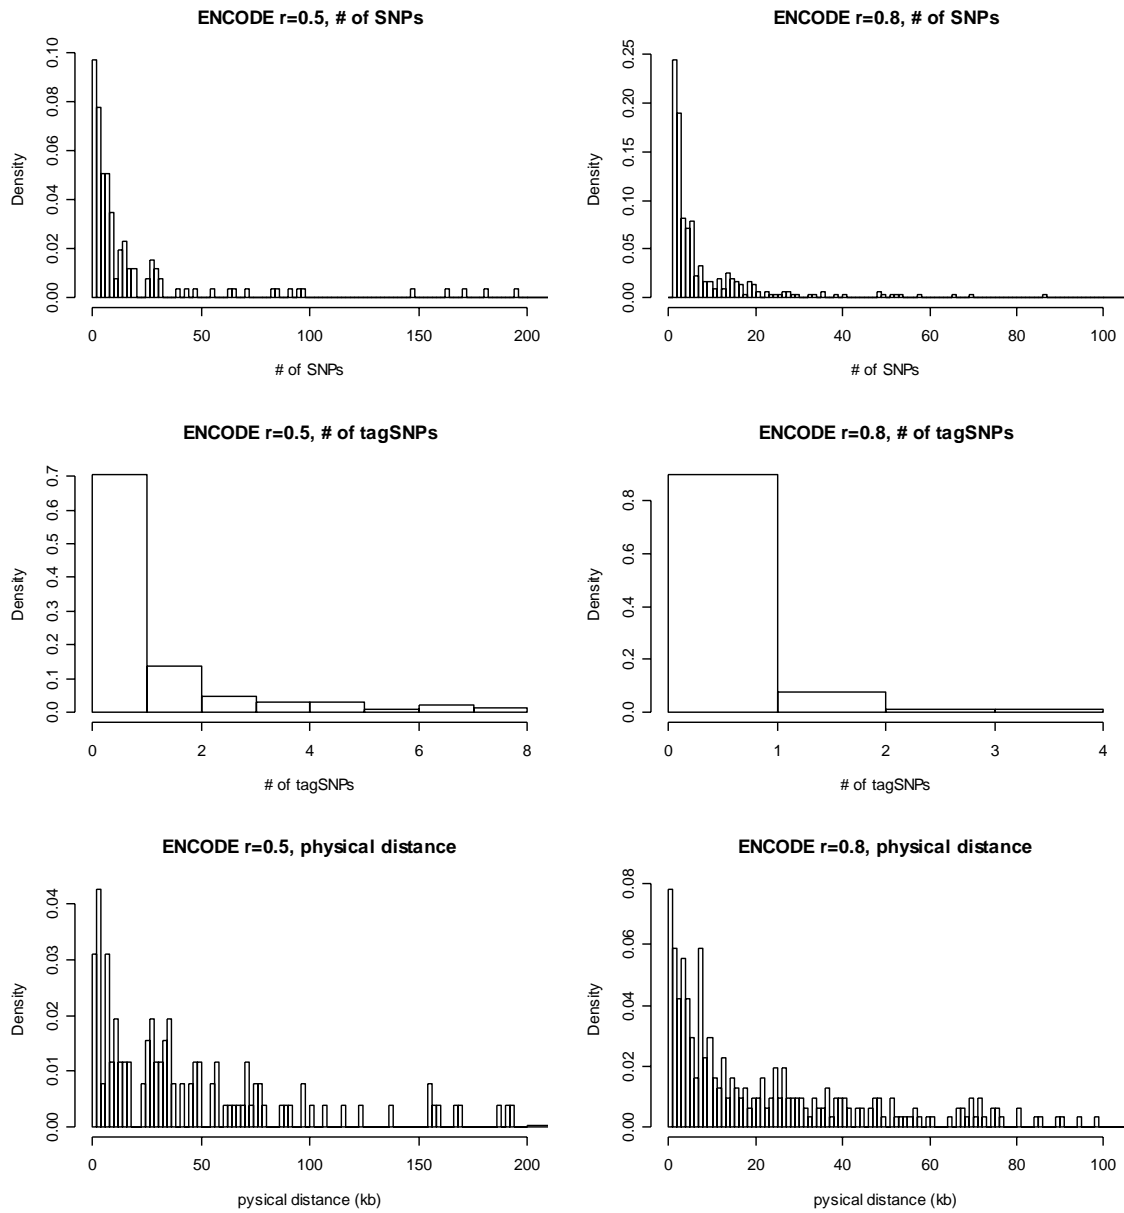 ENCODE r=0.5, # of SNPs
Density
0.00 0.02 0.04 0.06 0.08 0.10
0 50 100 150 200
# of SNPs
ENCODE r=0.8, # of SNPs
Density
0.00 0.05 0.10 0.15 0.20 0.25
0 20 40 60 80 100
# of SNPs
ENCODE r=0.5, # of tagSNPs
Density
0.0 0.1 0.2 0.3 0.4 0.5 0.6 0.7
0 2 4 6 8
# of tagSNPs
ENCODE r=0.8, # of tagSNPs
Density
0.0 0.2 0.4 0.6 0.8
0 1 2 3 4
# of tagSNPs
ENCODE r=0.5, physical distance
Density
0.00 0.01 0.02 0.03 0.04
0 50 100 150 200
pysical distance (kb)
ENCODE r=0.8, physical distance
Density
0.00 0.02 0.04 0.06 0.08
0 20 40 60 80 100
pysical distance (kb)